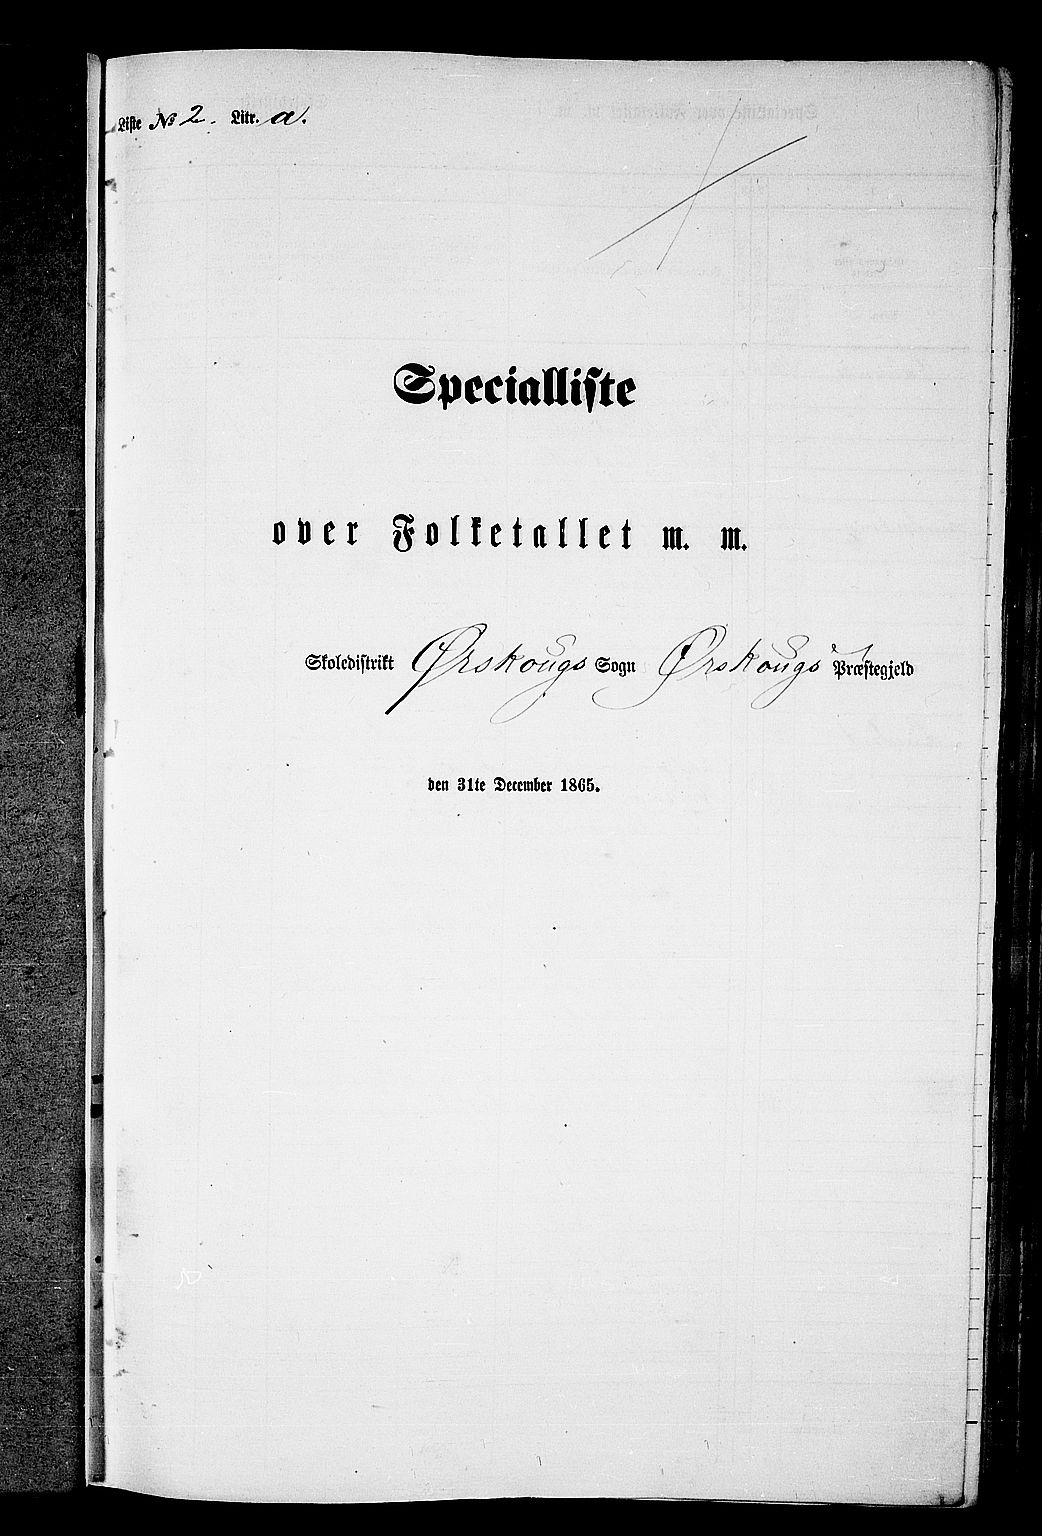 Liste № 2. Litr. a.
Specialliste
over Folketallet m. m.
Skoledistrikt Ørskougs Sogn Ørskougs Præstegjeld
den 31te December 1865.